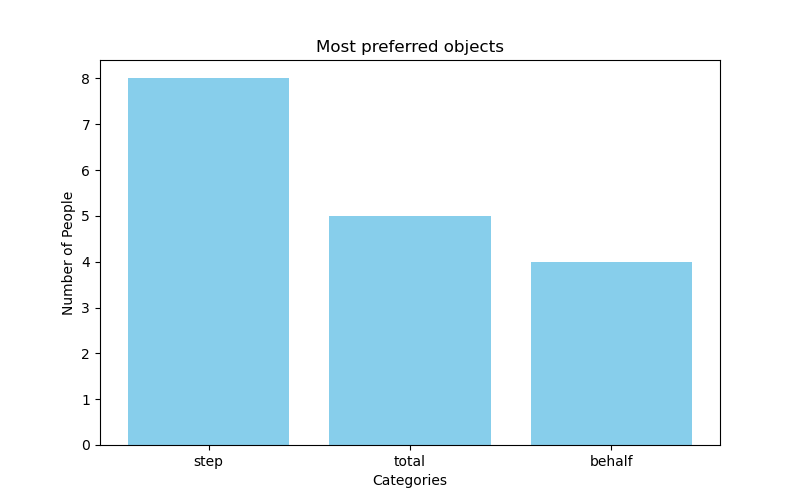 Most preferred objects
Number of People
8
7
6
5
4
3
2
1
0
step total behalf
Categories